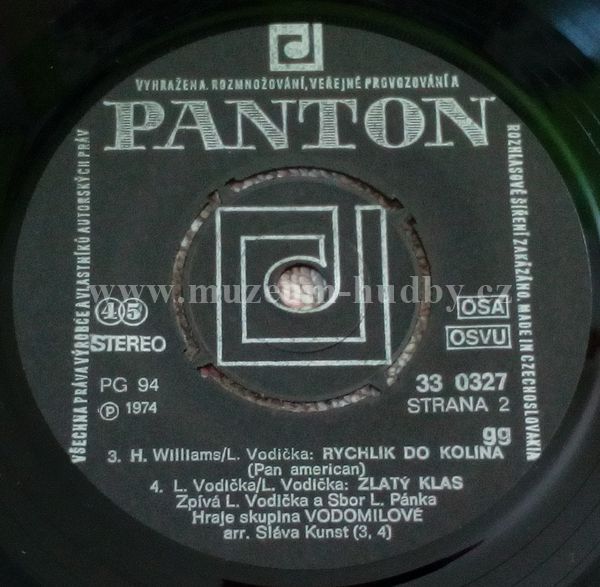 VYHRAŽENA. ROZMNOŽOVÁNÍ, VEŘEJNÉ PROVOZOVÁNÍ A
PANTON
VŠECHNA PRÁVA VÝROBCE A VLASTNÍKŮ AUTORSKÝCH PRÁV
ROZHLASOVÉ ŠÍŘENÍ ZAKÁZÁNO. MADE IN CZECHOSLOVAKIA
www.muzeum-hudby.cz
45
STEREO
OSA
OSVU
PG 94
Ⓟ 1974
33 0327
STRANA 2
gg
3. H. Williams/L. Vodička: RYCHLÍK DO KOLÍNA
(Pan american)
4. L. Vodička/L. Vodička: ZLATÝ KLAS
Zpívá L. Vodička a Sbor L. Pánka
Hraje skupina VODOMILOVÉ
arr. Sláva Kunst (3, 4)